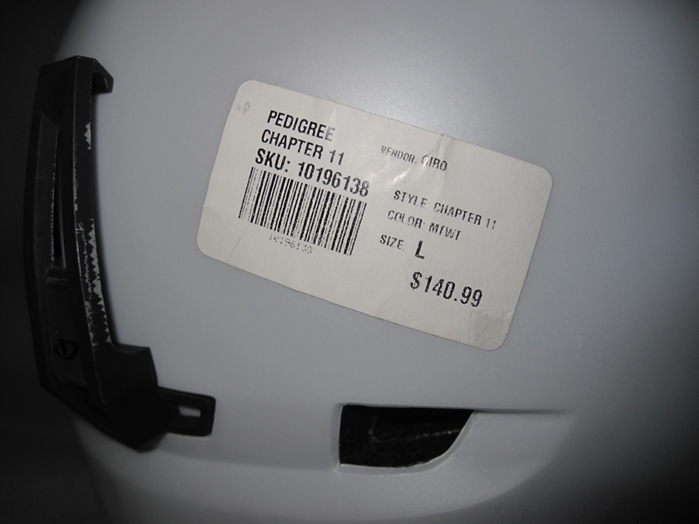 PEDIGREE
CHAPTER 11
SKU: 10196138
10196138
VENDOR: GIRO
STYLE: CHAPTER 11
COLOR: MTWT
SIZE: L
$140.99